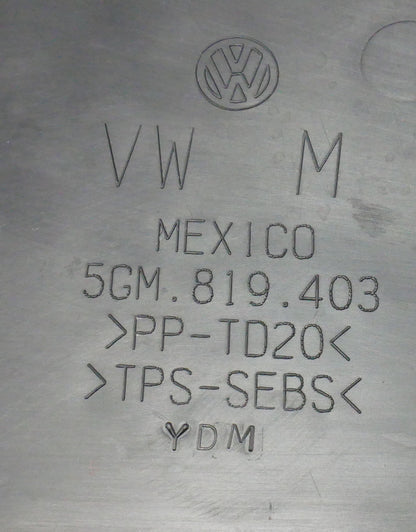 VW M
MEXICO
5GM.819.403
>PP-TD20<
>TPS-SEBS<
YDM